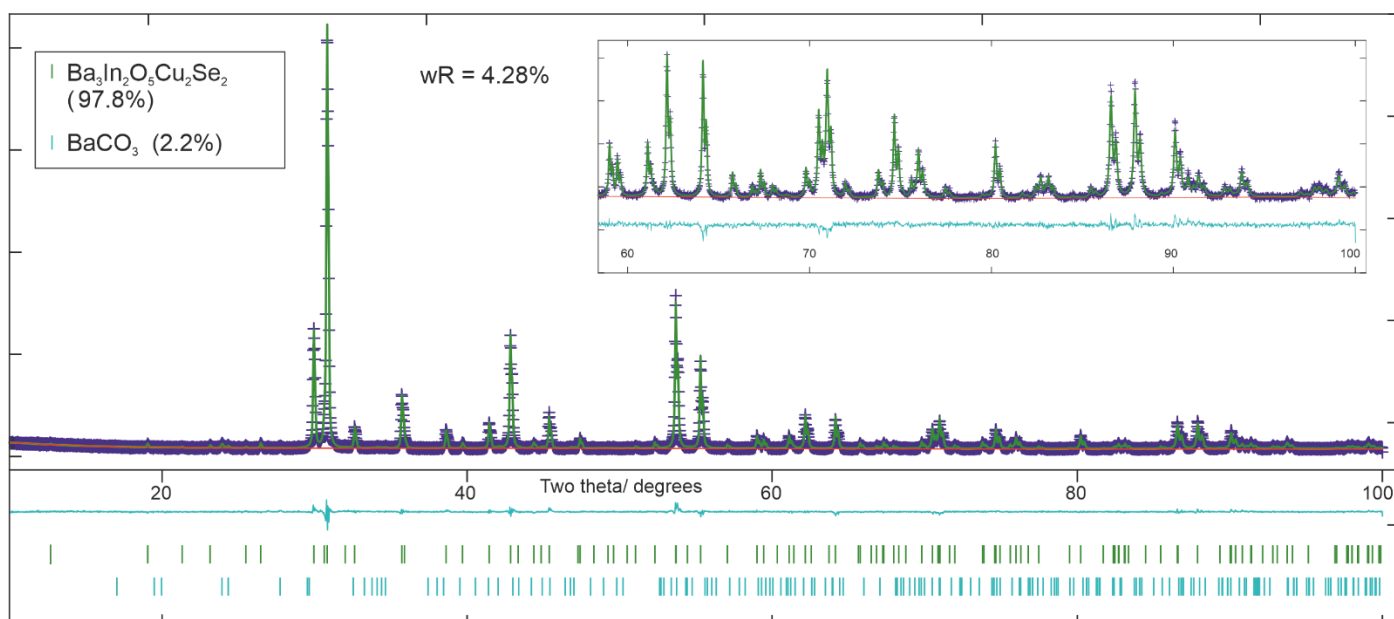 Ba₃In₂O₅Cu₂Se₂
(97.8%)
BaCO₃ (2.2%)
wR = 4.28%
60 70 80 90 100
20 40 60 80 100
Two theta/ degrees